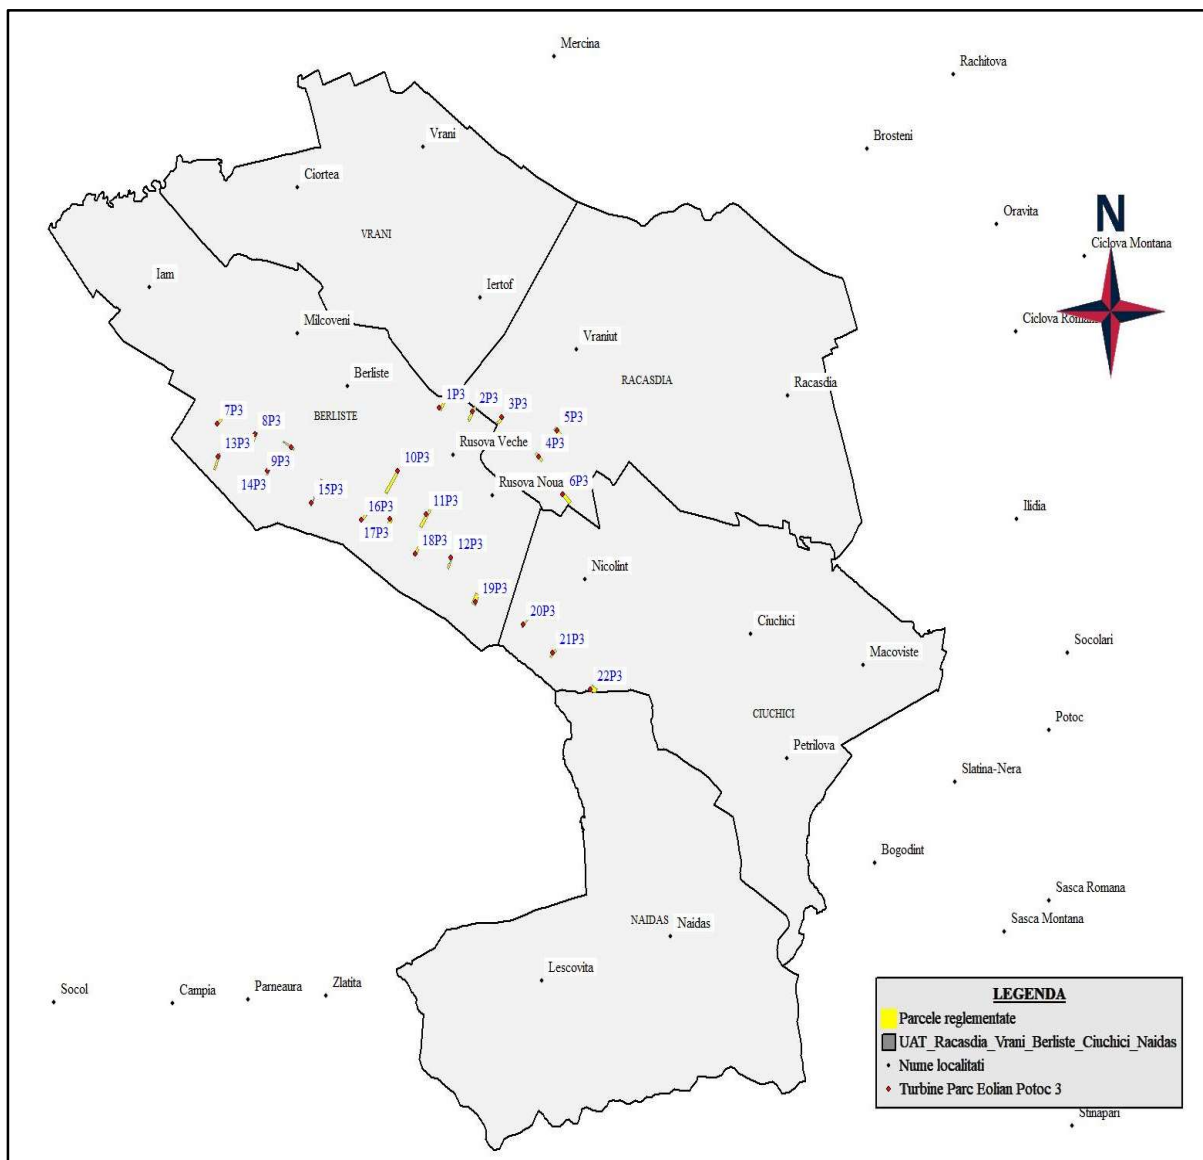 Mercina
Rachitova
Vrani
Brosteni
Ciortea
N
Oravita
VRANI
Ciclova Montana
Iam
Iertof
Milcoveni
Vraniut
Berliste
RACASDIA
Racasdia
1P3
2P3
3P3
7P3
8P3
BERLISTE
5P3
13P3
9P3
10P3
Rusova Veche
4P3
14P3
15P3
Rusova Noua
6P3
16P3
11P3
17P3
18P3
12P3
Ilidia
Nicolint
19P3
20P3
Ciuchici
21P3
Macoviste
Socolari
22P3
CIUCHICI
Potoc
Petrilova
Slatina-Nera
Bogodint
Sasca Romana
NAIDAS
Naidas
Sasca Montana
Lescovita
Socol
Campia
Parneaura
Zlatita
LEGENDA
Parcele reglementate
UAT_Racasdia_Vrani_Berliste_Ciuchici_Naidas
Nume localitati
Turbine Parc Eolian Potoc 3
Stinapari